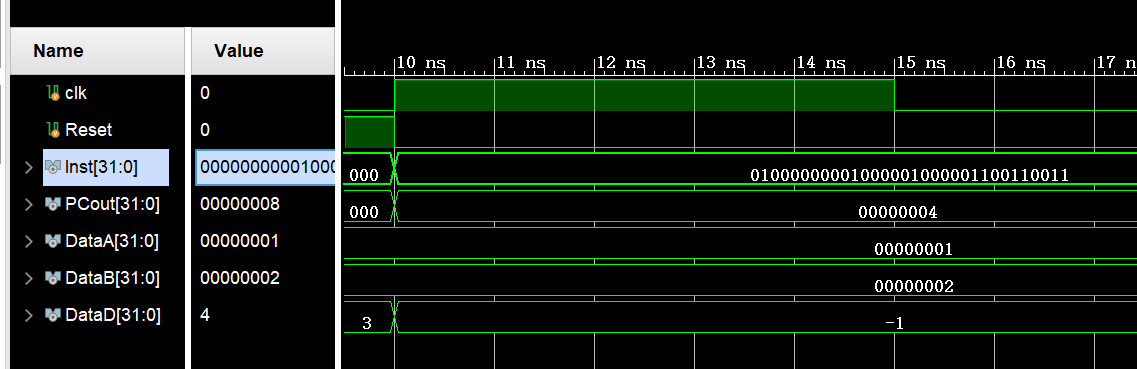 Name Value
10 ns 11 ns 12 ns 13 ns 14 ns 15 ns 16 ns 17 n
clk 0
Reset 0
Inst[31:0] 00000000001000 000 01000000001000001000001100110011
PCout[31:0] 00000008 000 00000004
DataA[31:0] 00000001 00000001
DataB[31:0] 00000002 00000002
DataD[31:0] 4 3 -1